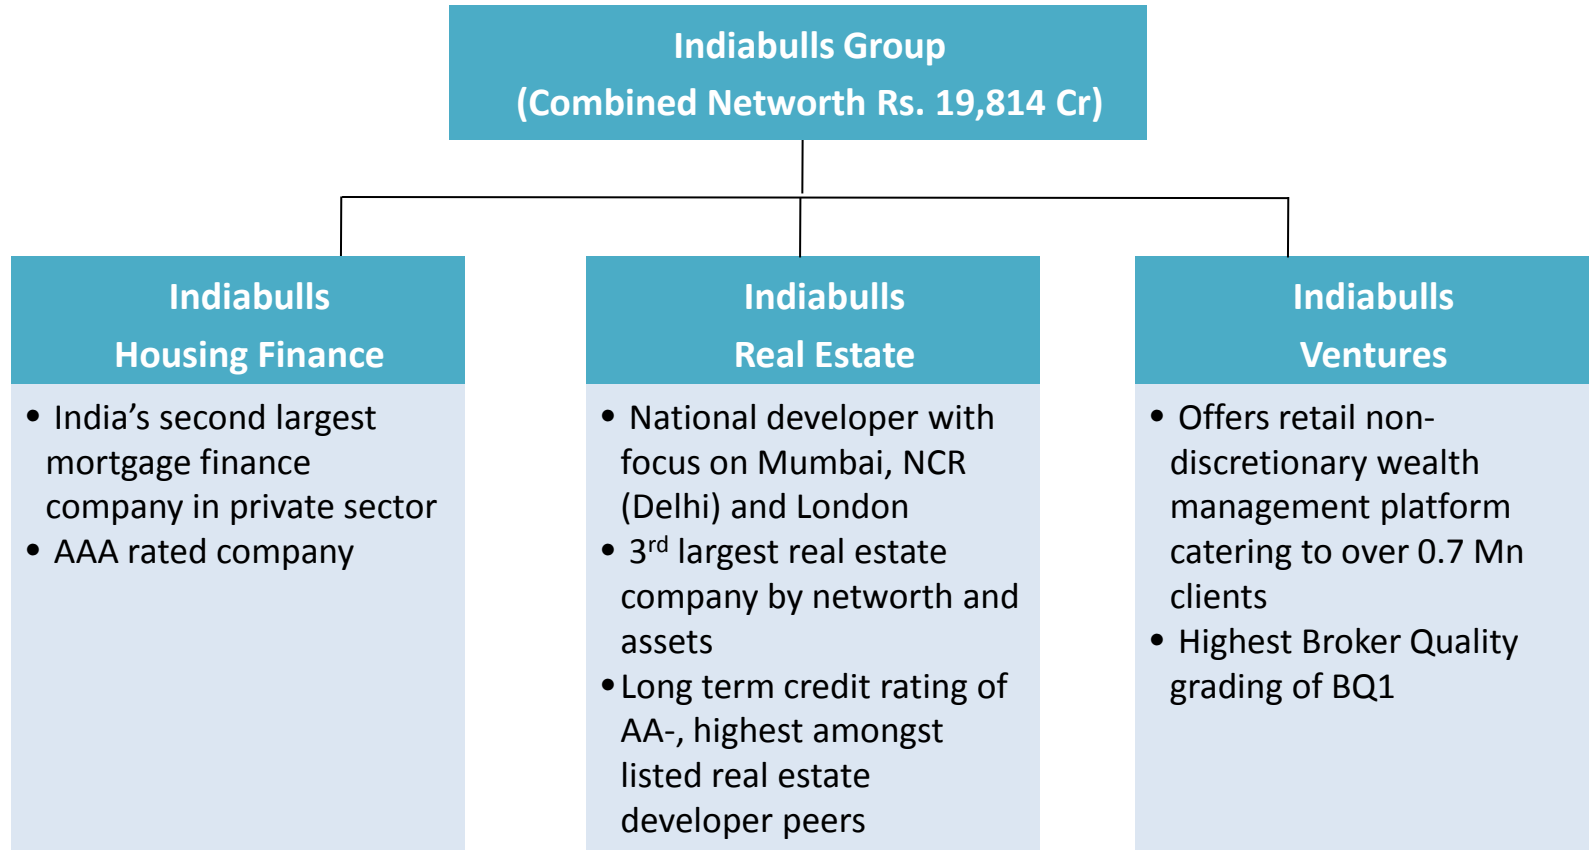 Indiabulls Group
(Combined Networth Rs. 19,814 Cr)
Indiabulls
Housing Finance
• India’s second largest
mortgage finance
company in private sector
• AAA rated company
Indiabulls
Real Estate
• National developer with
focus on Mumbai, NCR
(Delhi) and London
• 3rd largest real estate
company by networth and
assets
• Long term credit rating of
AA-, highest amongst
listed real estate
developer peers
Indiabulls
Ventures
• Offers retail non-
discretionary wealth
management platform
catering to over 0.7 Mn
clients
• Highest Broker Quality
grading of BQ1